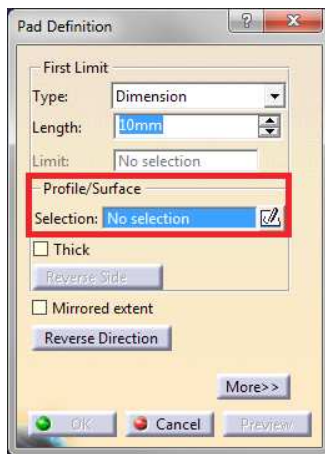 Pad Definition
First Limit
Type: Dimension
Length: 10mm
Limit: No selection
Profile/Surface
Selection: No selection
Thick
Reverse Side
Mirrored extent
Reverse Direction
More>>
OK Cancel Preview